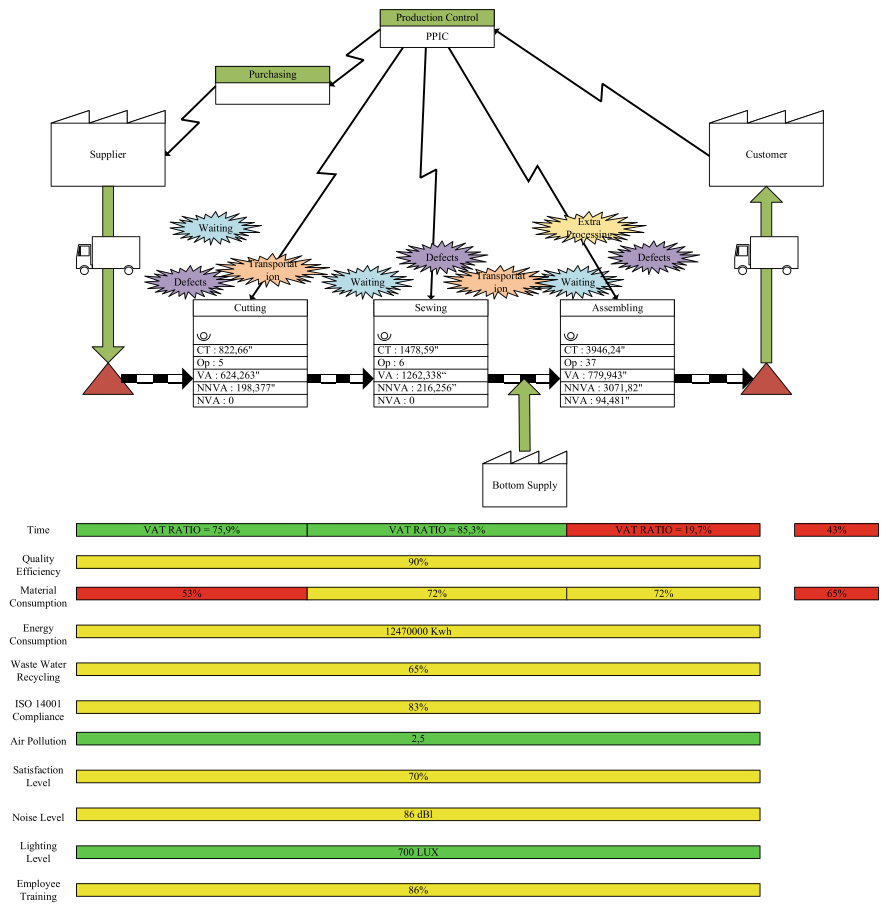 Production Control
PPIC
Purchasing
Supplier
Customer
Waiting
Extra
Processing
Defects
Defects
Defects
Transportat
ion
Waiting
Transportat
ion
Waiting
Cutting
CT : 822,66"
Op : 5
VA : 624,263"
NNVA : 198,377"
NVA : 0
Sewing
CT : 1478,59"
Op : 6
VA : 1262,338“
NNVA : 216,256”
NVA : 0
Assembling
CT : 3946,24"
Op : 37
VA : 779,943"
NNVA : 3071,82"
NVA : 94,481"
Bottom Supply
Time
VAT RATIO = 75,9%
VAT RATIO = 85,3%
VAT RATIO = 19,7%
43%
Quality
Efficiency
90%
Material
Consumption
53%
72%
72%
65%
Energy
Consumption
12470000 Kwh
Waste Water
Recycling
65%
ISO 14001
Compliance
83%
Air Pollution
2,5
Satisfaction
Level
70%
Noise Level
86 dBl
Lighting
Level
700 LUX
Employee
Training
86%